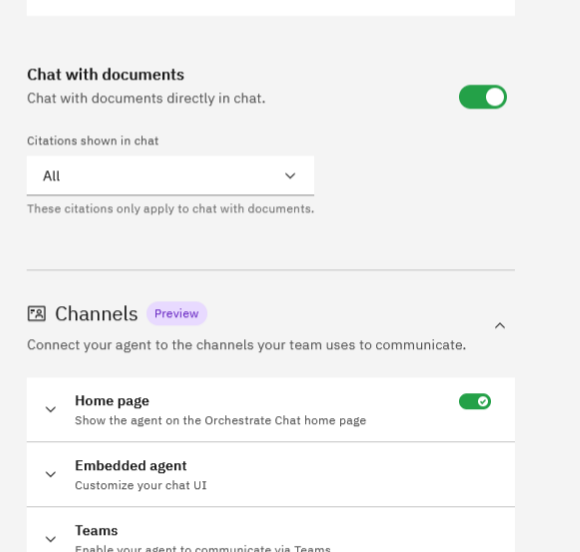 Chat with documents
Chat with documents directly in chat.
Citations shown in chat
All
These citations only apply to chat with documents.
Channels Preview
Connect your agent to the channels your team uses to communicate.
Home page
Show the agent on the Orchestrate Chat home page
Embedded agent
Customize your chat UI
Teams
Enable your agent to communicate via Teams